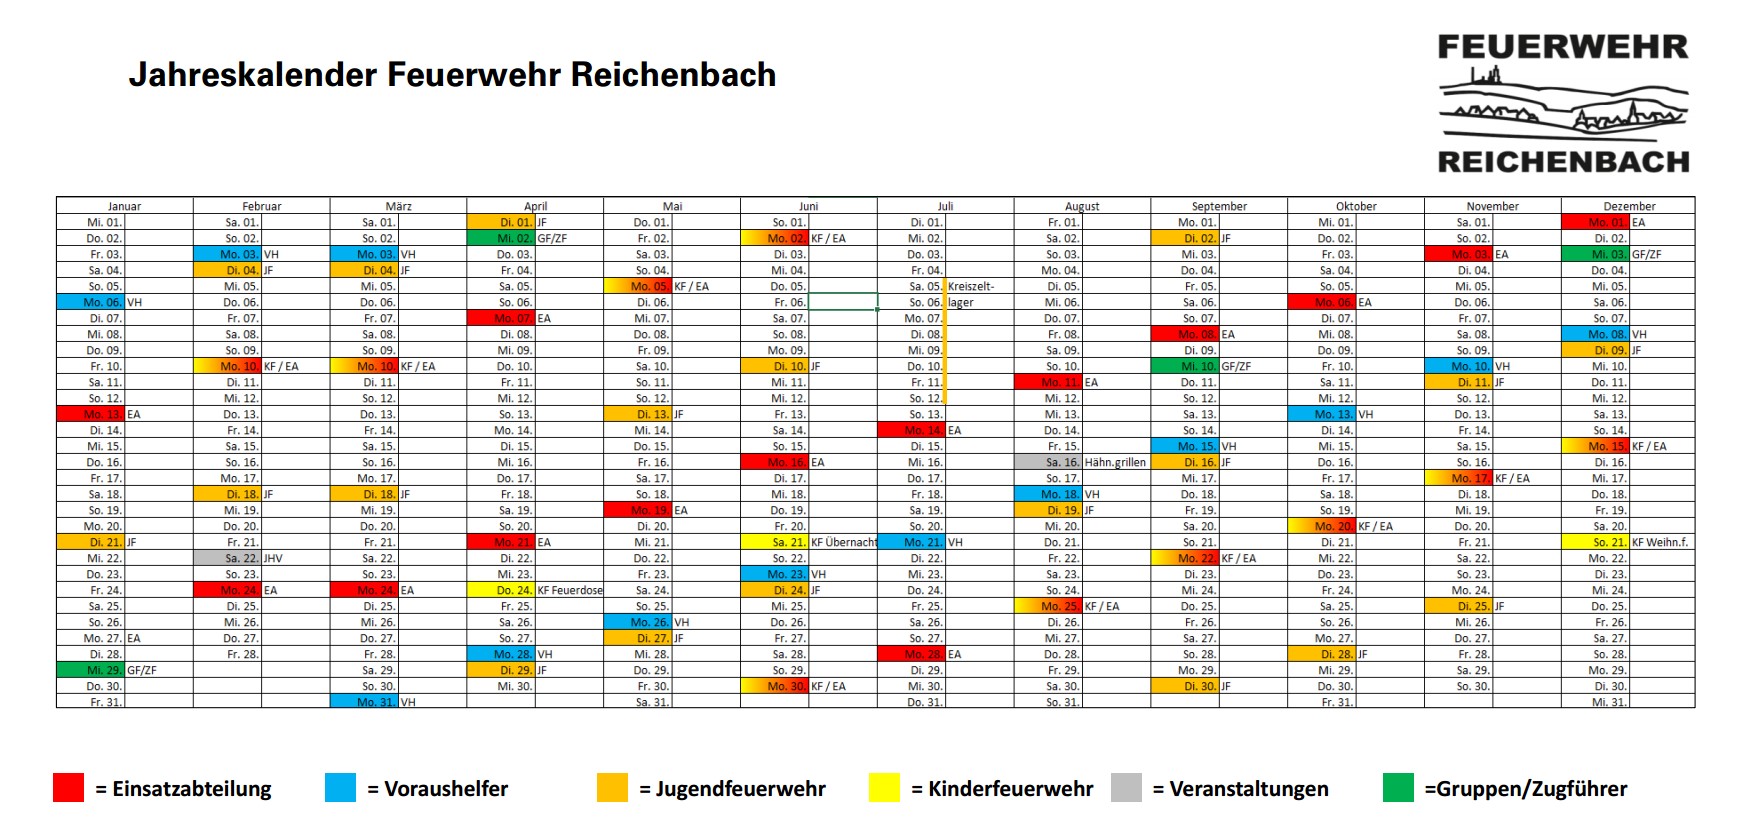 Jahreskalender Feuerwehr Reichenbach
FEUERWEHR
REICHENBACH
Januar Februar März April Mai Juni Juli August September Oktober November Dezember
Mi. 01. Sa. 01. Sa. 01. Di. 01. JF Do. 01. So. 01. Di. 01. Fr. 01. Mo. 01. Mi. 01. Sa. 01. Mo. 01. EA
Do. 02. So. 02. So. 02. Mi. 02. GF/ZF Fr. 02. Mo. 02. KF / EA Mi. 02. Sa. 02. Di. 02. JF Do. 02. So. 02. Di. 02.
Fr. 03. Mo. 03. VH Mo. 03. VH Do. 03. Sa. 03. Di. 03. Do. 03. So. 03. Mi. 03. Fr. 03. Mo. 03. EA Mi. 03. GF/ZF
Sa. 04. Di. 04. JF Di. 04. JF Fr. 04. So. 04. Mi. 04. Fr. 04. Mo. 04. Do. 04. Sa. 04. Di. 04. Do. 04.
So. 05. Mi. 05. Mi. 05. Sa. 05. Mo. 05. KF / EA Do. 05. Sa. 05. Kreiszelt- Di. 05. Fr. 05. So. 05. Mi. 05. Fr. 05.
Mo. 06. VH Do. 06. Do. 06. So. 06. Di. 06. Fr. 06. So. 06. lager Mi. 06. Sa. 06. Mo. 06. EA Do. 06. Sa. 06.
Di. 07. Fr. 07. Fr. 07. Mo. 07. EA Mi. 07. Sa. 07. Mo. 07. Do. 07. So. 07. Di. 07. Fr. 07. So. 07.
Mi. 08. Sa. 08. Sa. 08. Di. 08. Do. 08. So. 08. Di. 08. Fr. 08. Mo. 08. EA Mi. 08. Sa. 08. Mo. 08. VH
Do. 09. So. 09. So. 09. Mi. 09. Fr. 09. Mo. 09. Mi. 09. Sa. 09. Di. 09. Do. 09. So. 09. Di. 09. JF
Fr. 10. Mo. 10. KF / EA Mo. 10. KF / EA Do. 10. Sa. 10. Di. 10. JF Do. 10. So. 10. Mi. 10. GF/ZF Fr. 10. Mo. 10. VH Mi. 10.
Sa. 11. Di. 11. Di. 11. Fr. 11. So. 11. Mi. 11. Fr. 11. Mo. 11. EA Do. 11. Sa. 11. Di. 11. JF Do. 11.
So. 12. Mi. 12. Mi. 12. Sa. 12. Mo. 12. Do. 12. Sa. 12. Di. 12. Fr. 12. So. 12. Mi. 12. Fr. 12.
Mo. 13. EA Do. 13. Do. 13. So. 13. Di. 13. JF Fr. 13. So. 13. Mi. 13. Sa. 13. Mo. 13. VH Do. 13. Sa. 13.
Di. 14. Fr. 14. Fr. 14. Mo. 14. Mi. 14. Sa. 14. Mo. 14. EA Do. 14. So. 14. Di. 14. Fr. 14. So. 14.
Mi. 15. Sa. 15. Sa. 15. Di. 15. Do. 15. So. 15. Di. 15. Fr. 15. Mo. 15. VH Mi. 15. Sa. 15. Mo. 15. KF / EA
Do. 16. So. 16. So. 16. Mi. 16. Fr. 16. Mo. 16. EA Mi. 16. Sa. 16. Hähn.grillen Di. 16. JF Do. 16. So. 16. Di. 16.
Fr. 17. Mo. 17. Mo. 17. Do. 17. Sa. 17. Di. 17. Do. 17. So. 17. Mi. 17. Fr. 17. Mo. 17. KF / EA Mi. 17.
Sa. 18. Di. 18. JF Di. 18. JF Fr. 18. So. 18. Mi. 18. Fr. 18. Mo. 18. VH Do. 18. Sa. 18. Di. 18. Do. 18.
So. 19. Mi. 19. Mi. 19. Sa. 19. Mo. 19. EA Do. 19. Sa. 19. Di. 19. JF Fr. 19. So. 19. Mi. 19. Fr. 19.
Mo. 20. Do. 20. Do. 20. So. 20. Di. 20. Fr. 20. So. 20. Mi. 20. Sa. 20. Mo. 20. KF / EA Do. 20. Sa. 20.
Di. 21. JF Fr. 21. Fr. 21. Mo. 21. EA Mi. 21. Sa. 21. KF Übernacht Mo. 21. VH Do. 21. So. 21. Di. 21. Fr. 21. So. 21. KF Weihn.f.
Mi. 22. Sa. 22. JHV Sa. 22. Di. 22. Do. 22. So. 22. Di. 22. Fr. 22. Mo. 22. KF / EA Mi. 22. Sa. 22. Mo. 22.
Do. 23. So. 23. So. 23. Mi. 23. Fr. 23. Mo. 23. VH Mi. 23. Sa. 23. Di. 23. Do. 23. So. 23. Di. 23.
Fr. 24. Mo. 24. EA Mo. 24. EA Do. 24. KF Feuerdose Sa. 24. Di. 24. JF Do. 24. So. 24. Mi. 24. Fr. 24. Mo. 24. Mi. 24.
Sa. 25. Di. 25. Di. 25. Fr. 25. So. 25. Mi. 25. Fr. 25. Mo. 25. KF / EA Do. 25. Sa. 25. Di. 25. JF Do. 25.
So. 26. Mi. 26. Mi. 26. Sa. 26. Mo. 26. VH Do. 26. Sa. 26. Di. 26. Fr. 26. So. 26. Mi. 26. Fr. 26.
Mo. 27. EA Do. 27. Do. 27. So. 27. Di. 27. JF Fr. 27. So. 27. Mi. 27. Sa. 27. Mo. 27. Do. 27. Sa. 27.
Di. 28. Fr. 28. Fr. 28. Mo. 28. VH Mi. 28. Sa. 28. Mo. 28. EA Do. 28. So. 28. Di. 28. JF Fr. 28. So. 28.
Mi. 29. GF/ZF Sa. 29. Di. 29. JF Do. 29. So. 29. Di. 29. Fr. 29. Mo. 29. Mi. 29. Sa. 29. Mo. 29.
Do. 30. So. 30. Mi. 30. Fr. 30. Mo. 30. KF / EA Mi. 30. Sa. 30. Di. 30. JF Do. 30. So. 30. Di. 30.
Fr. 31. Mo. 31. VH Sa. 31. Do. 31. So. 31. Fr. 31. Mi. 31.
= Einsatzabteilung = Voraushelfer = Jugendfeuerwehr = Kinderfeuerwehr = Veranstaltungen =Gruppen/Zugführer